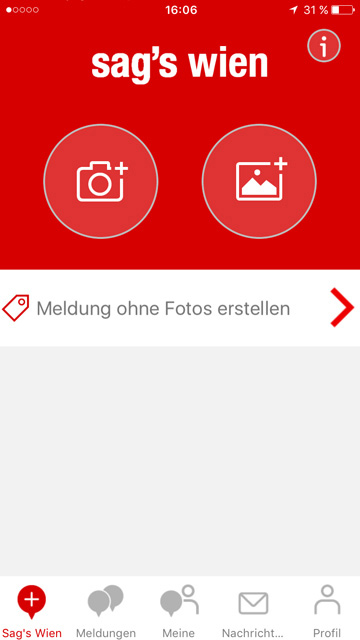 16:06
31 %
sag's wien
Meldung ohne Fotos erstellen
Sag's Wien
Meldungen
Meine
Nachricht...
Profil